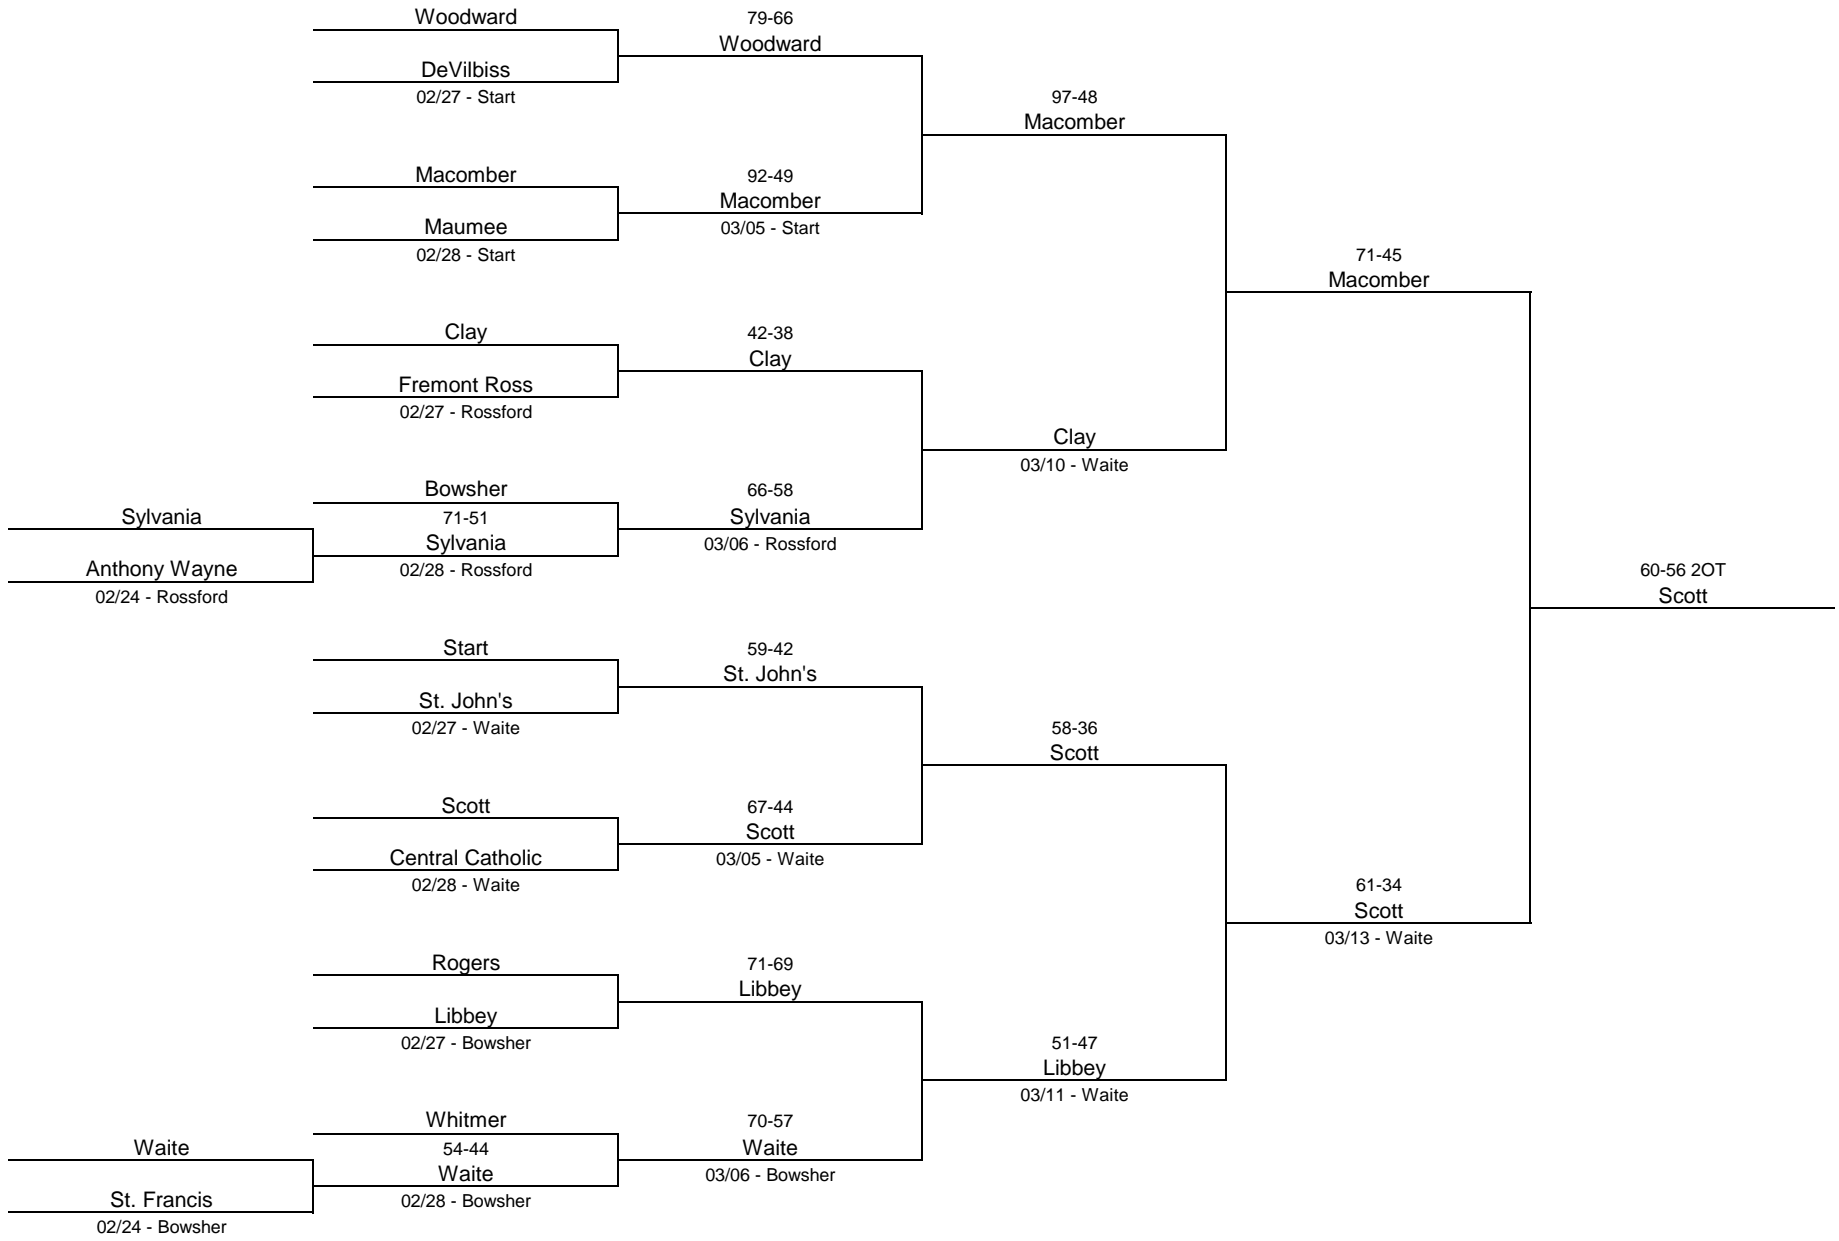 Woodward
79-66
Woodward
DeVilbiss
02/27 - Start
97-48
Macomber
Macomber
92-49
Macomber
Maumee
03/05 - Start
02/28 - Start
71-45
Macomber
Clay
42-38
Clay
Fremont Ross
02/27 - Rossford
Clay
03/10 - Waite
Bowsher
66-58
Sylvania
71-51
Sylvania
Sylvania
03/06 - Rossford
Anthony Wayne
02/28 - Rossford
02/24 - Rossford
60-56 2OT
Scott
Start
59-42
St. John's
St. John's
02/27 - Waite
58-36
Scott
Scott
67-44
Scott
Central Catholic
03/05 - Waite
02/28 - Waite
61-34
Scott
03/13 - Waite
Rogers
71-69
Libbey
Libbey
02/27 - Bowsher
51-47
Libbey
03/11 - Waite
Whitmer
70-57
Waite
54-44
Waite
Waite
03/06 - Bowsher
St. Francis
02/28 - Bowsher
02/24 - Bowsher